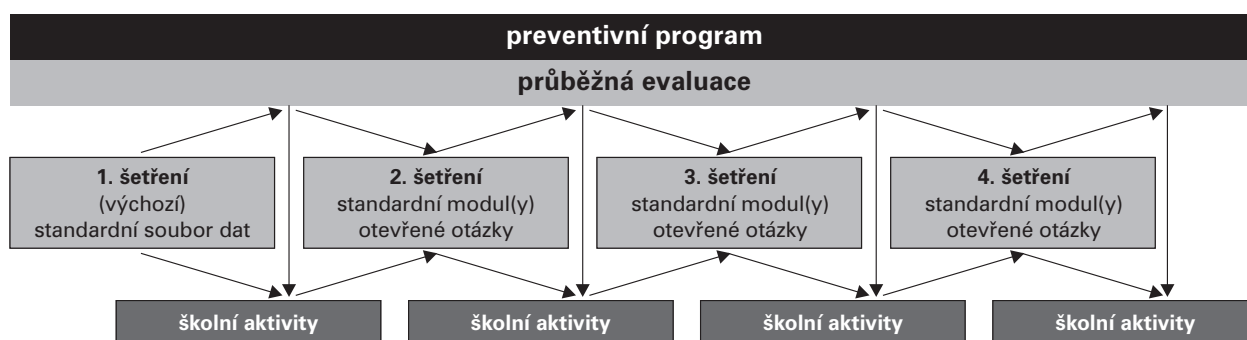 preventivní program
průběžná evaluace
1. šetření
(výchozí)
standardní soubor dat
2. šetření
standardní modul(y)
otevřené otázky
3. šetření
standardní modul(y)
otevřené otázky
4. šetření
standardní modul(y)
otevřené otázky
školní aktivity
školní aktivity
školní aktivity
školní aktivity